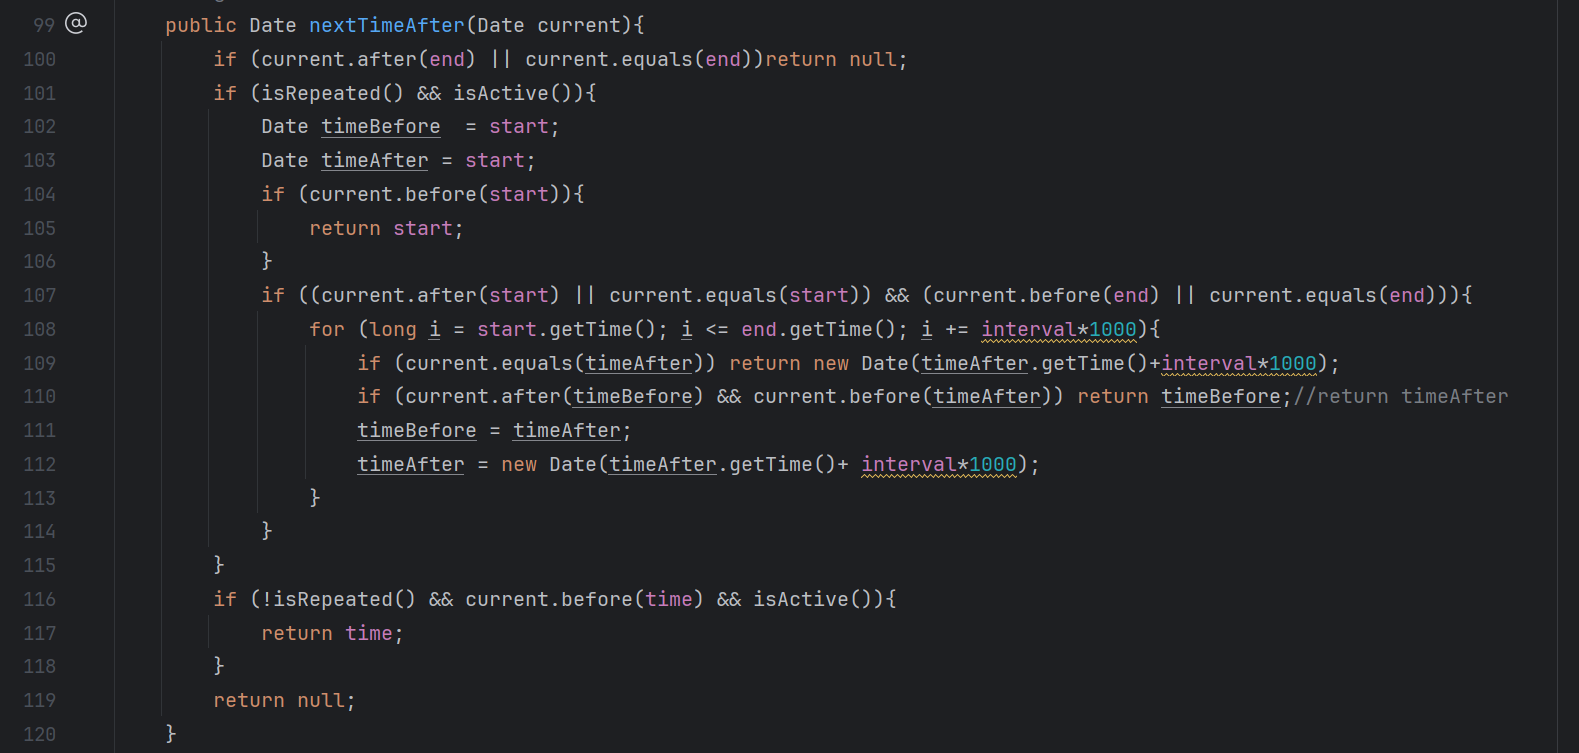 99 @ public Date nextTimeAfter(Date current){
100 if (current.after(end) || current.equals(end))return null;
101 if (isRepeated() && isActive()){
102 Date timeBefore  = start;
103 Date timeAfter = start;
104 if (current.before(start)){
105 return start;
106 }
107 if ((current.after(start) || current.equals(start)) && (current.before(end) || current.equals(end))){
108 for (long i = start.getTime(); i <= end.getTime(); i += interval*1000){
109 if (current.equals(timeAfter)) return new Date(timeAfter.getTime()+interval*1000);
110 if (current.after(timeBefore) && current.before(timeAfter)) return timeBefore;//return timeAfter
111 timeBefore = timeAfter;
112 timeAfter = new Date(timeAfter.getTime()+ interval*1000);
113 }
114 }
115 }
116 if (!isRepeated() && current.before(time) && isActive()){
117 return time;
118 }
119 return null;
120 }